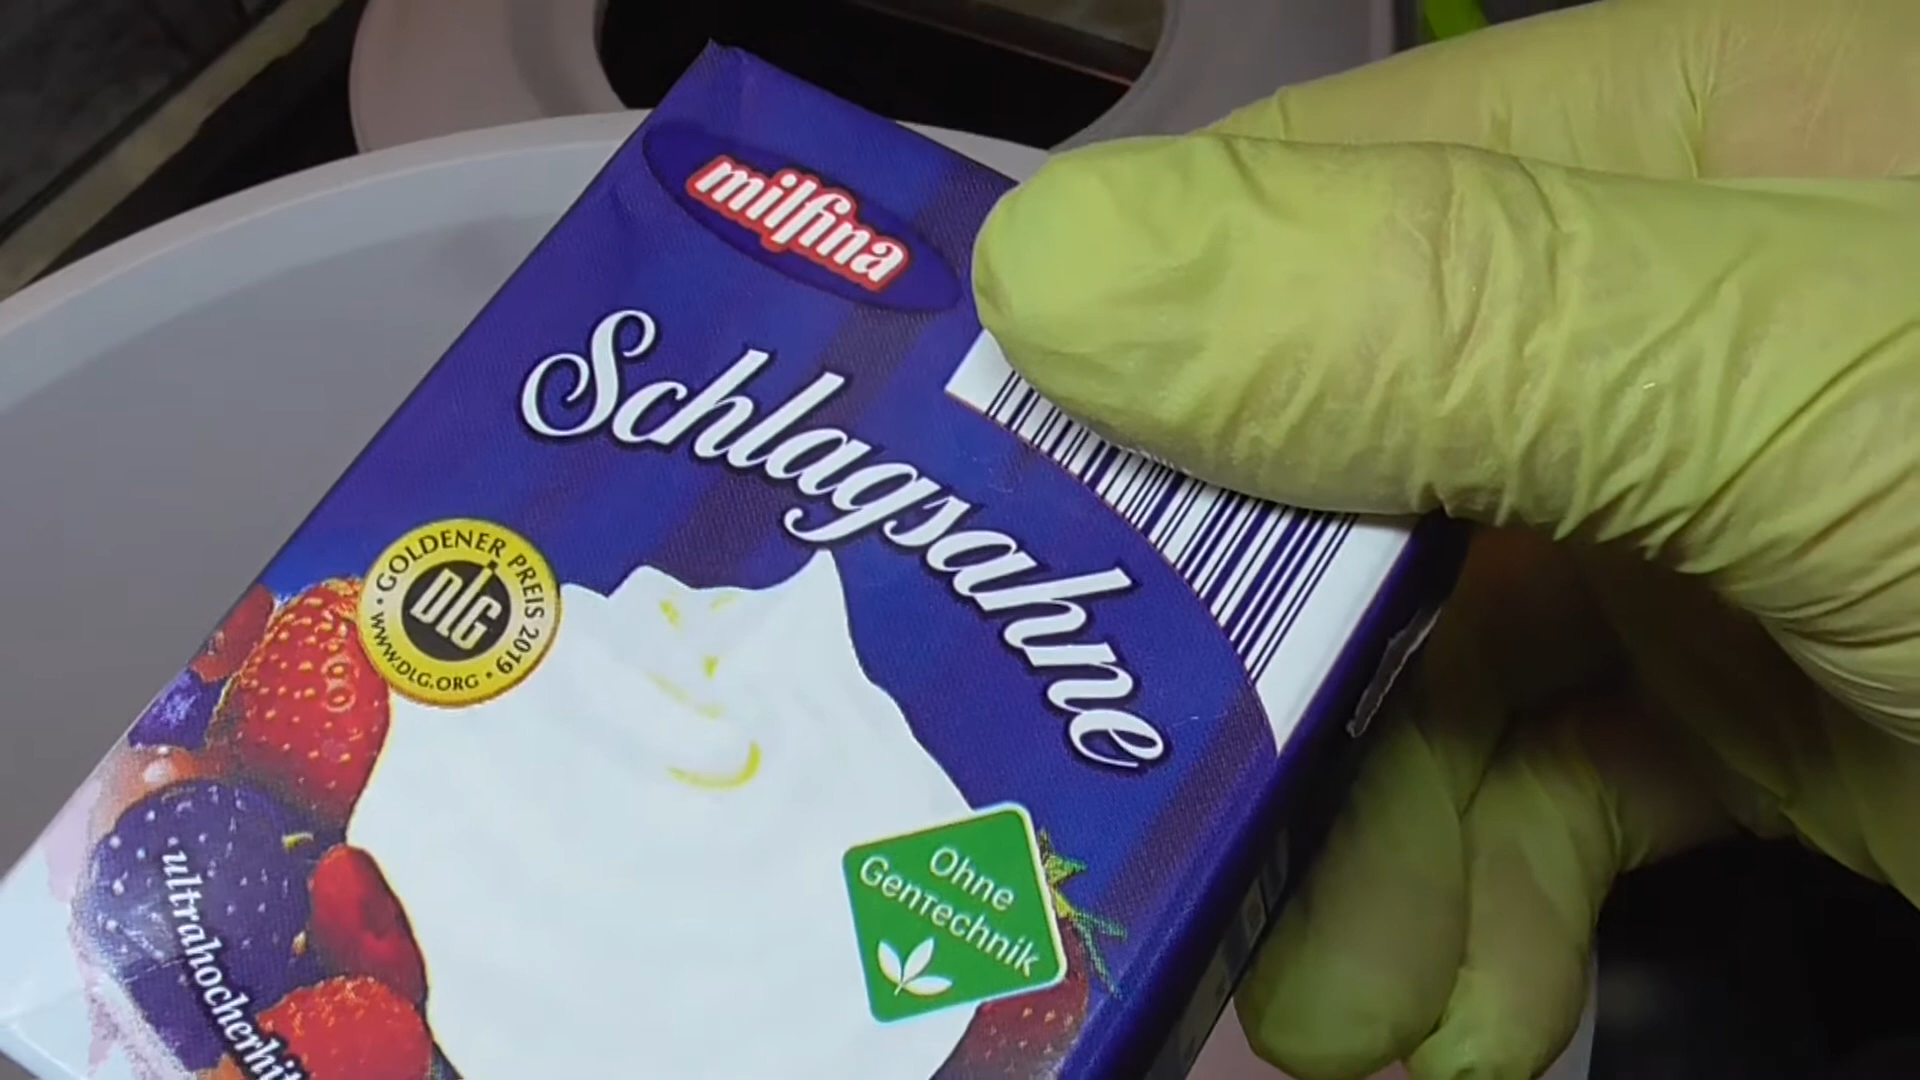 milfina
Schlagsahne
GOLDENER PREIS 2019
DLG
WWW.DLG.ORG
Ohne
GenTechnik